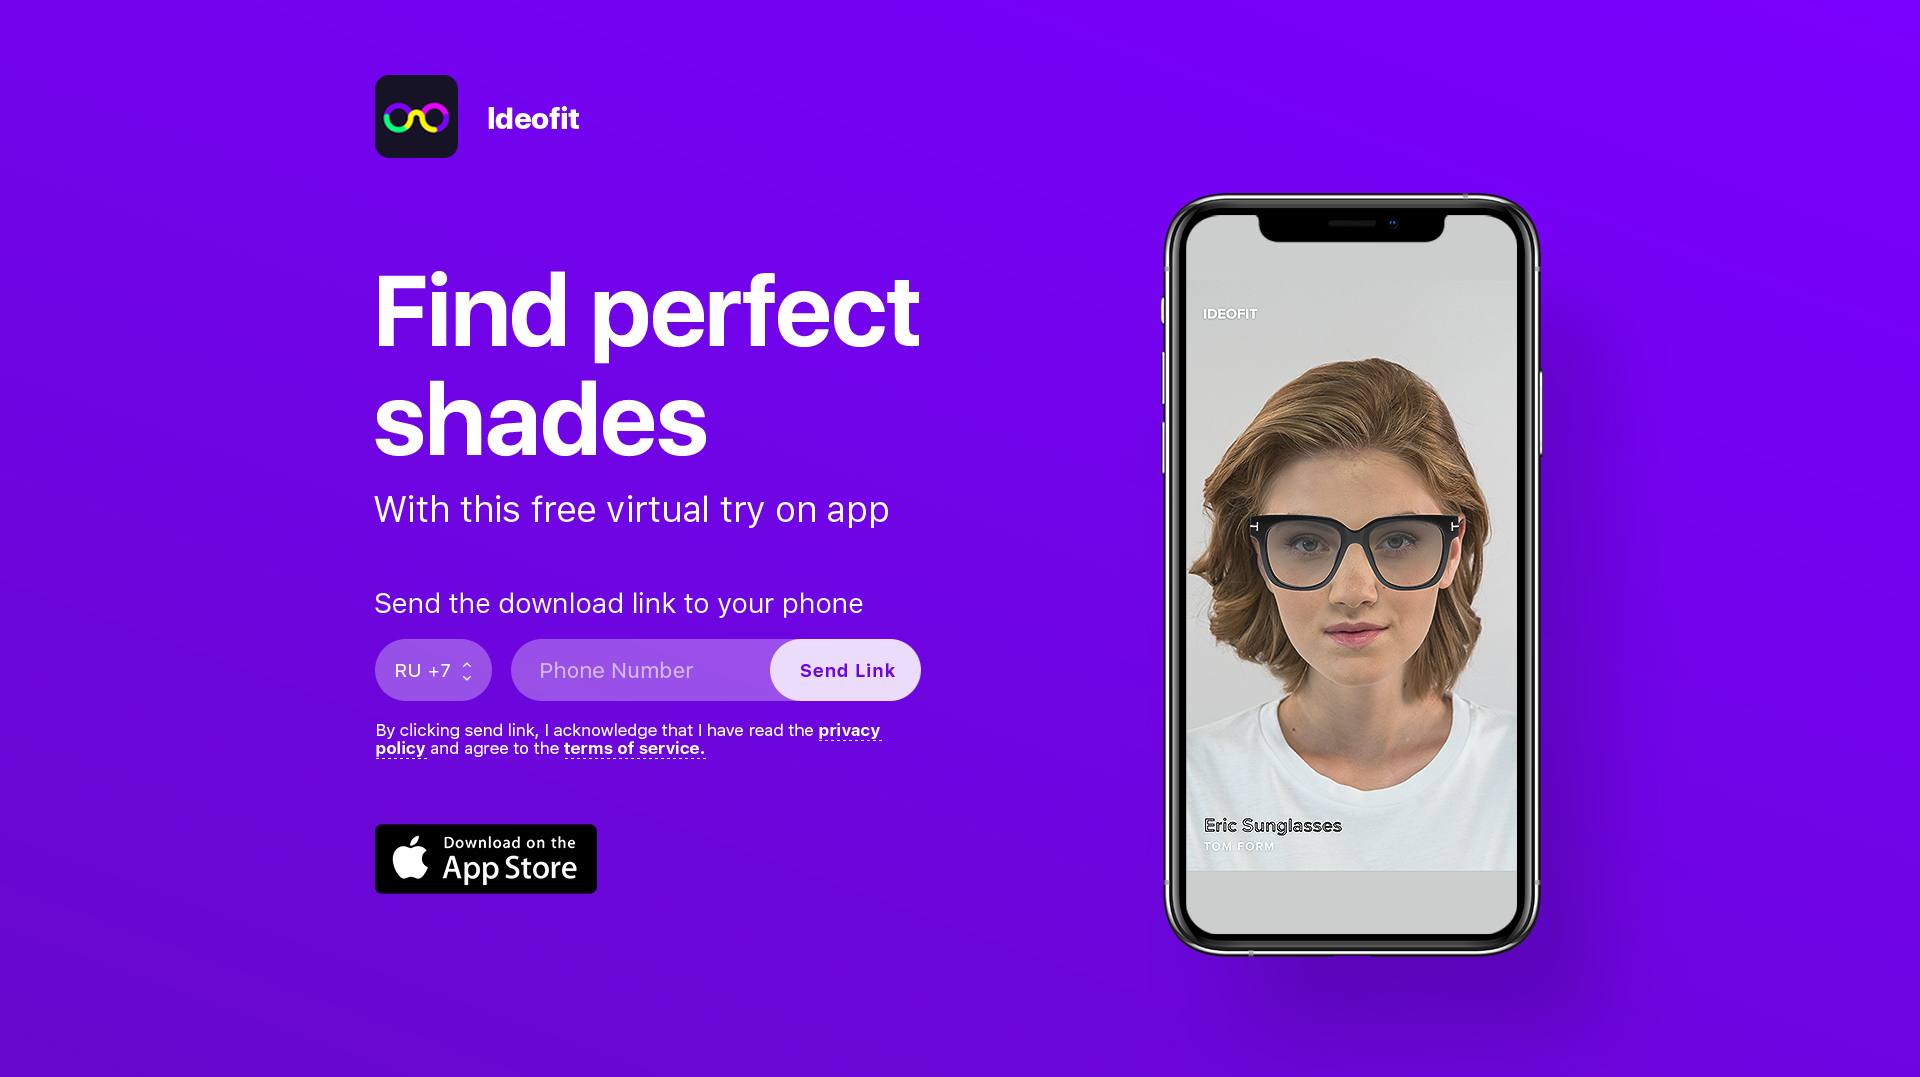 Ideofit
Find perfect
shades
With this free virtual try on app
Send the download link to your phone
RU +7
Phone Number
Send Link
By clicking send link, I acknowledge that I have read the privacy
policy and agree to the terms of service.
Download on the
App Store
IDEOFIT
Eric Sunglasses
TOM FORM